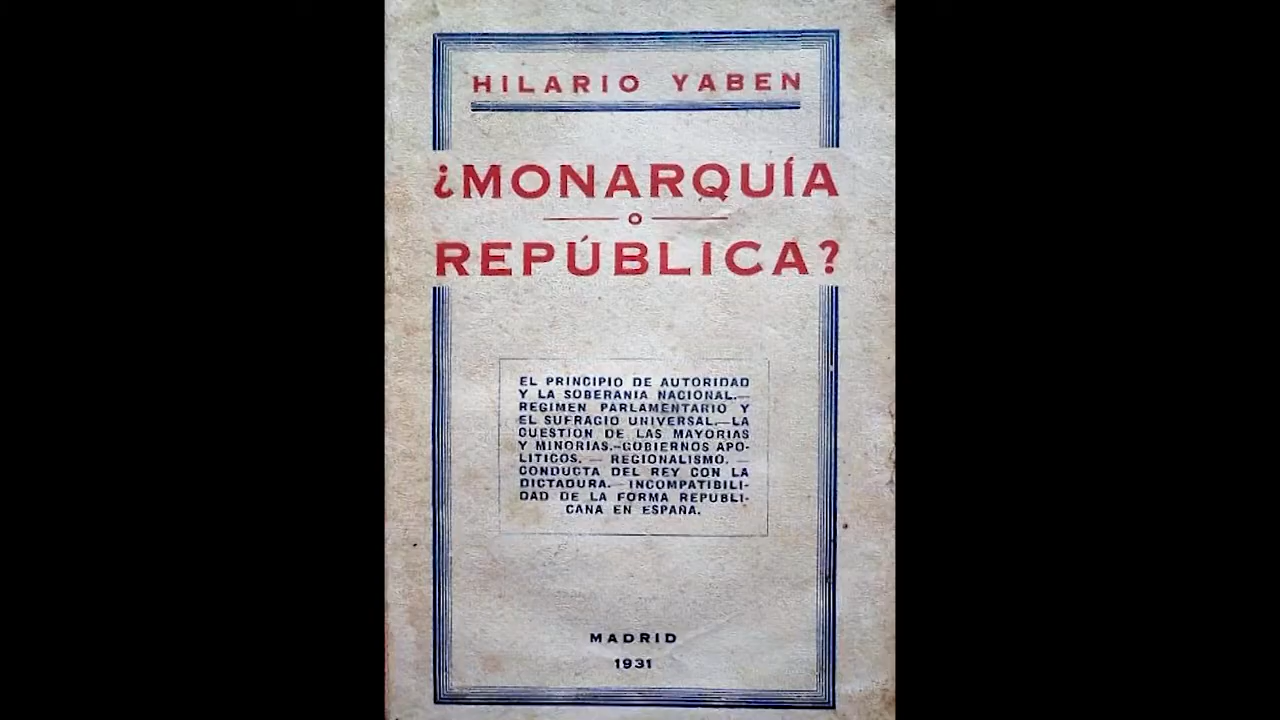 HILARIO YABEN
¿MONARQUÍA
O
REPÚBLICA?
EL PRINCIPIO DE AUTORIDAD
Y LA SOBERANIA NACIONAL.—
REGIMEN PARLAMENTARIO Y
EL SUFRAGIO UNIVERSAL.—LA
CUESTION DE LAS MAYORIAS
Y MINORIAS.-GOBIERNOS APO-
LITICOS. — REGIONALISMO. —
CONDUCTA DEL REY CON LA
DICTADURA.— INCOMPATIBILI-
DAD DE LA FORMA REPUBLI-
CANA EN ESPAÑA.
MADRID
1931